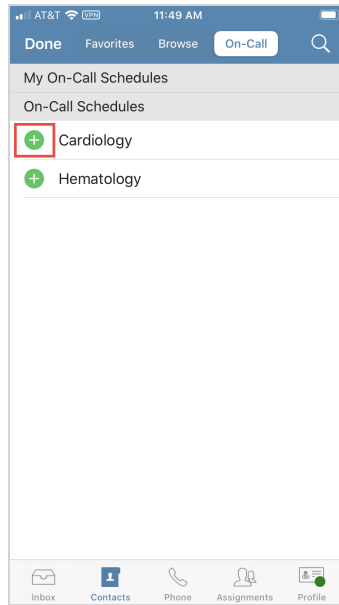 AT&T VPN 11:49 AM
Done Favorites Browse On-Call
My On-Call Schedules
On-Call Schedules
Cardiology
Hematology
Inbox Contacts Phone Assignments Profile